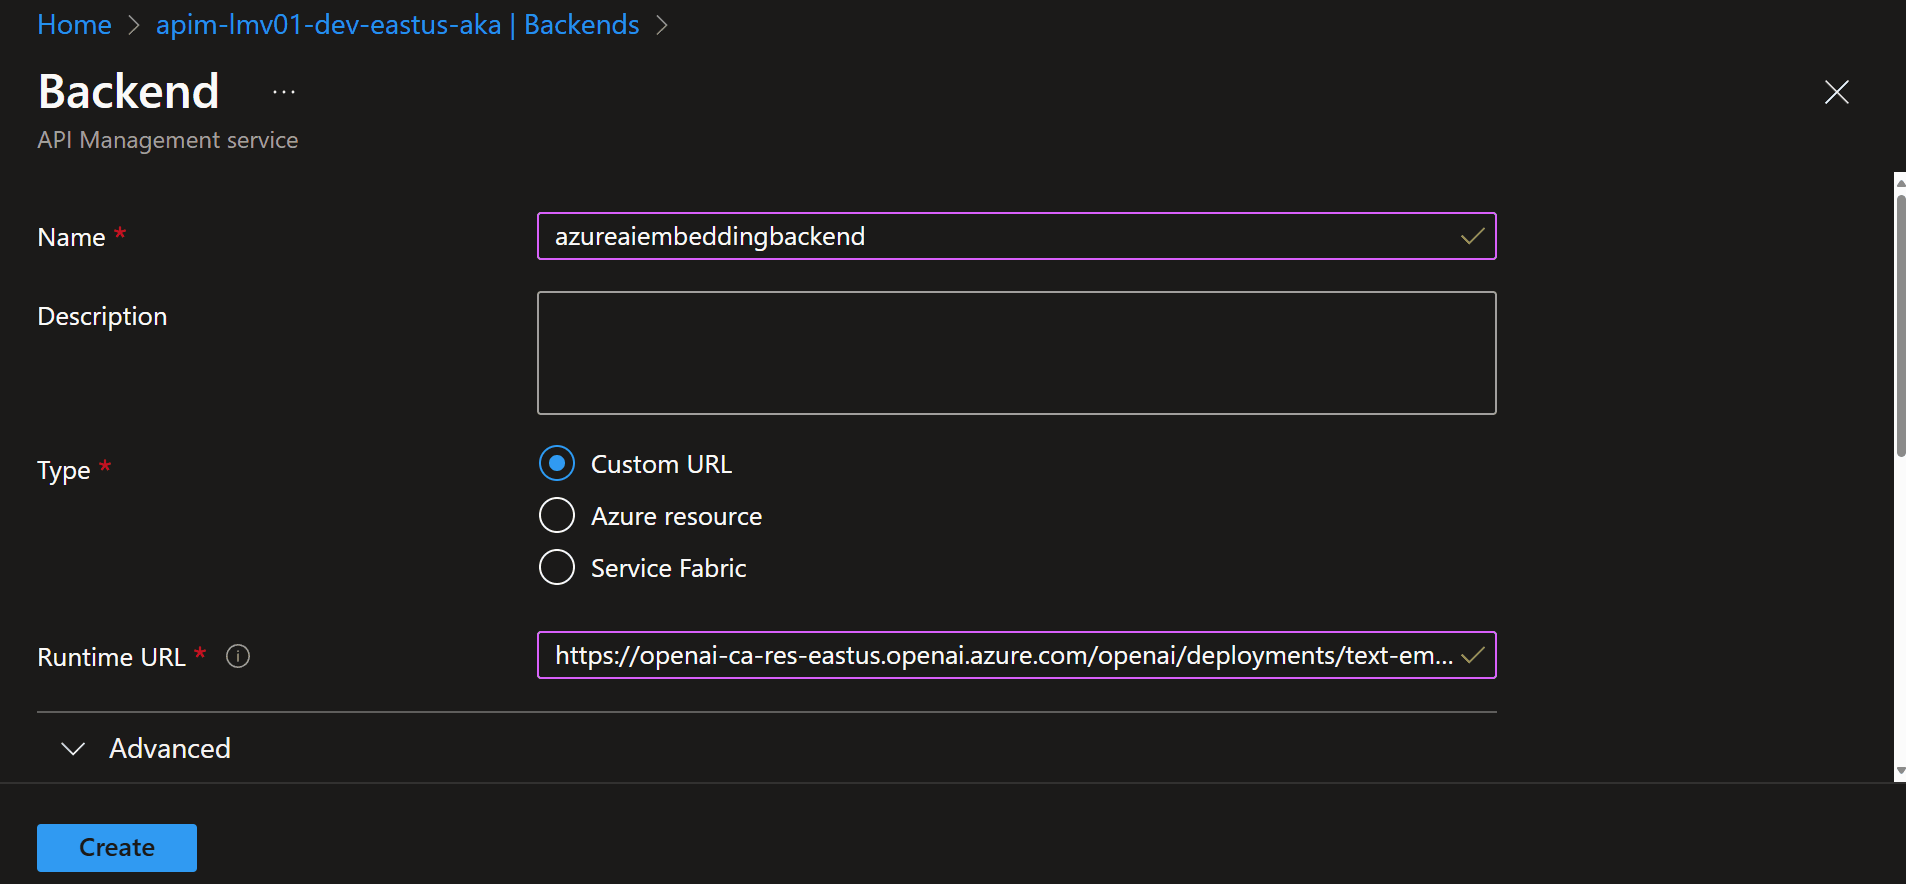 Home > apim-lmv01-dev-eastus-aka | Backends >
Backend ...
API Management service
Name *
azureaiembeddingbackend
Description
Type *
Custom URL
Azure resource
Service Fabric
Runtime URL *
https://openai-ca-res-eastus.openai.azure.com/openai/deployments/text-em...
Advanced
Create